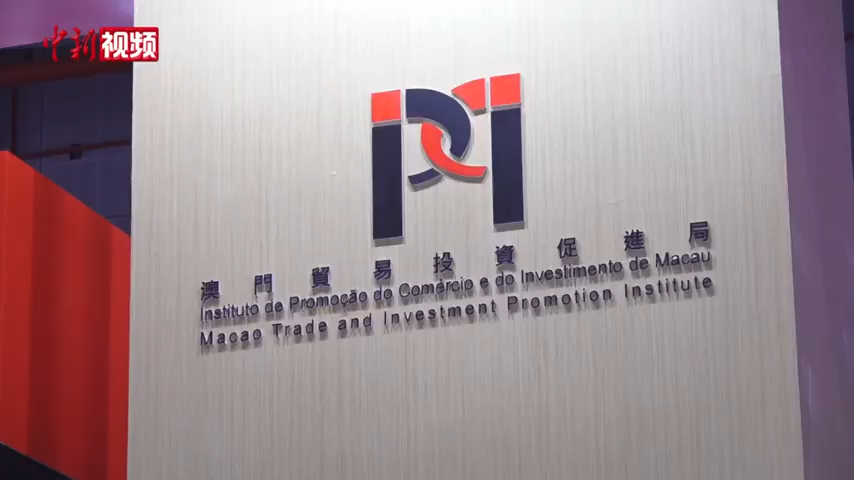 中新视频
澳門貿易投資促進局
Instituto de Promoção do Comércio e do Investimento de Macau
Macao Trade and Investment Promotion Institute